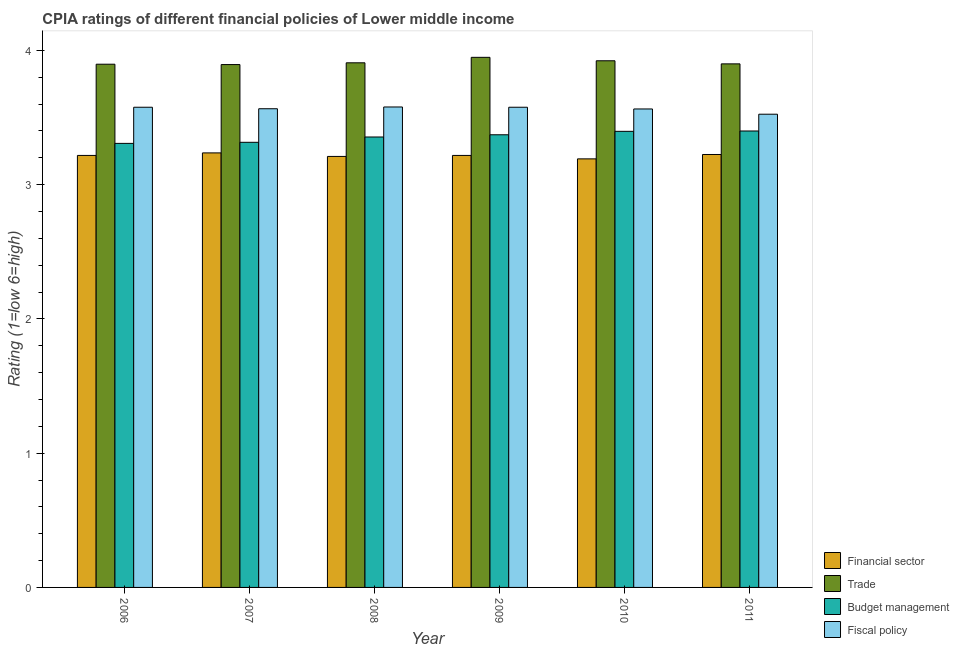 CPIA ratings of different financial policies of Lower middle income
Rating (1=low 6=high)
4
3
2
1
0
2006
2007
2008
2009
2010
2011
Year
Financial sector
Trade
Budget management
Fiscal policy